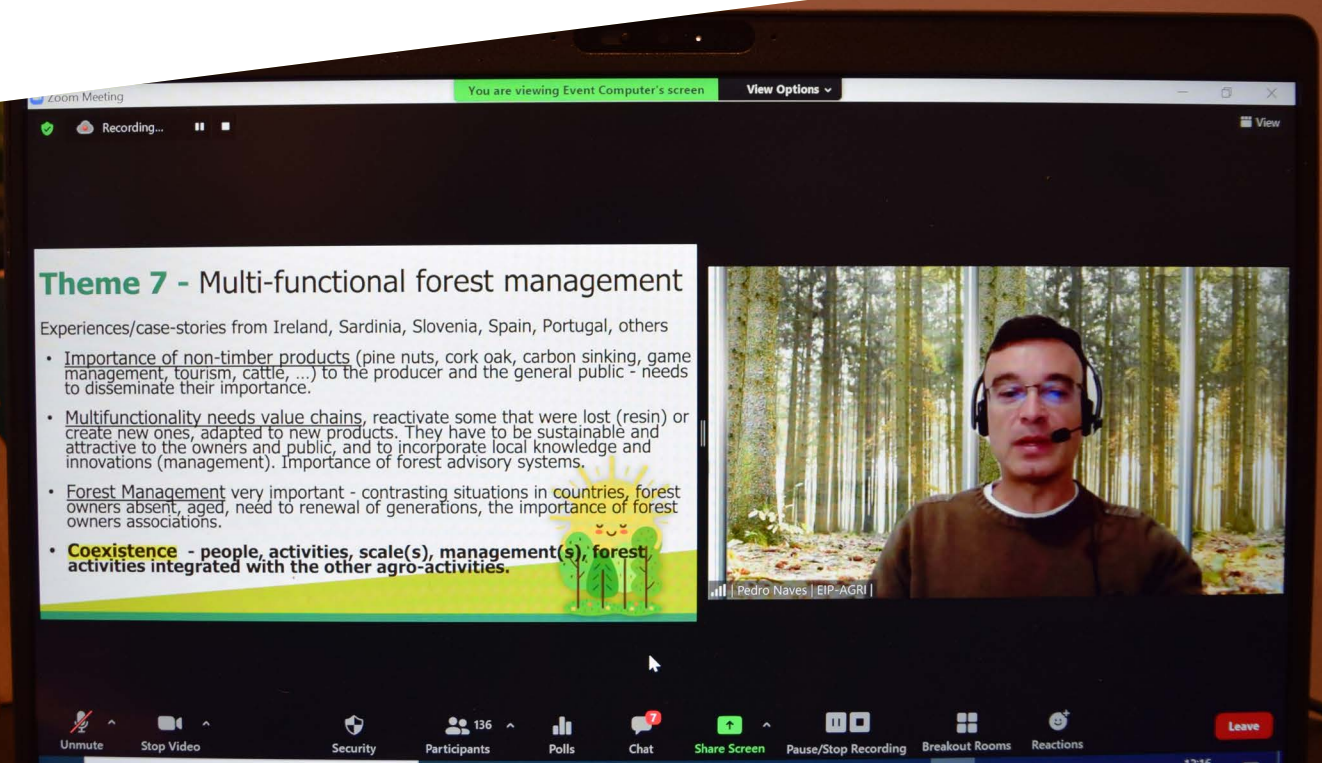 Zoom Meeting
You are viewing Event Computer's screen
View Options
Recording...
View
Theme 7 - Multi-functional forest management
Experiences/case-stories from Ireland, Sardinia, Slovenia, Spain, Portugal, others
• Importance of non-timber products (pine nuts, cork oak, carbon sinking, game
management, tourism, cattle, ...) to the producer and the general public - needs
to disseminate their importance.
• Multifunctionality needs value chains, reactivate some that were lost (resin) or
create new ones, adapted to new products. They have to be sustainable and
attractive to the owners and public, and to incorporate local knowledge and
innovations (management). Importance of forest advisory systems.
• Forest Management very important - contrasting situations in countries, forest
owners absent, aged, need to renewal of generations, the importance of forest
owners associations.
• Coexistence - people, activities, scale(s), management(s), forest
activities integrated with the other agro-activities.
| Pedro Naves | EIP-AGRI |
136
7
Unmute
Stop Video
Security
Participants
Polls
Chat
Share Screen
Pause/Stop Recording
Breakout Rooms
Reactions
Leave